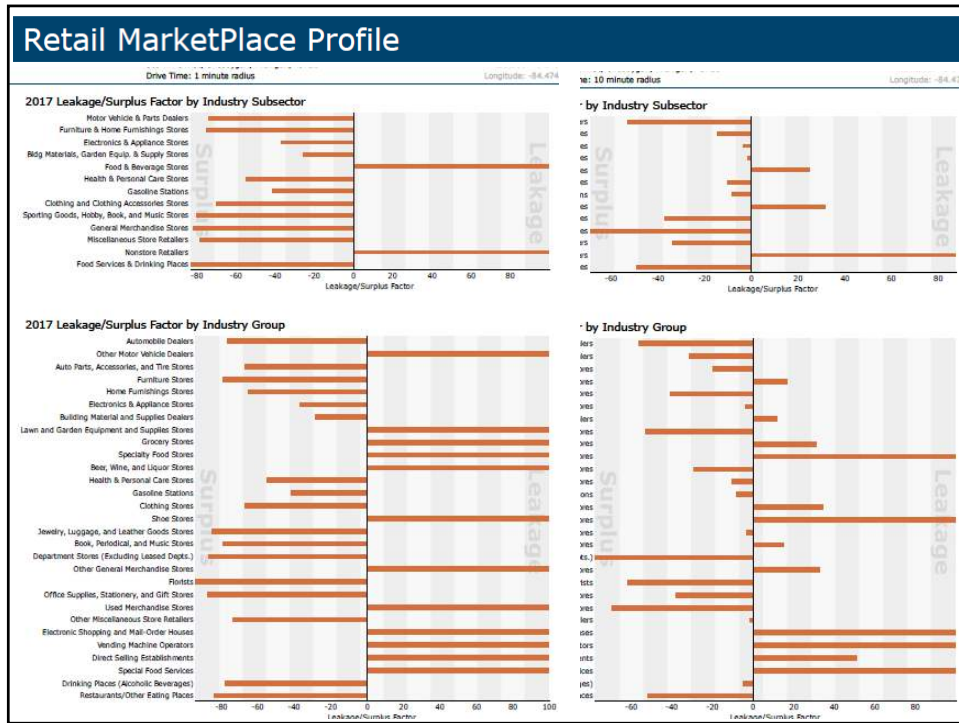 Retail MarketPlace Profile
Drive Time: 1 minute radius
Longitude: -84.474
2017 Leakage/Surplus Factor by Industry Subsector
Motor Vehicle & Parts Dealers
Furniture & Home Furnishings Stores
Electronics & Appliance Stores
Bldg Materials, Garden Equip. & Supply Stores
Food & Beverage Stores
Health & Personal Care Stores
Gasoline Stations
Clothing and Clothing Accessories Stores
Sporting Goods, Hobby, Book, and Music Stores
General Merchandise Stores
Miscellaneous Store Retailers
Nonstore Retailers
Food Services & Drinking Places
Surplus
Leakage
-80 -60 -40 -20 0 20 40 60 80
Leakage/Surplus Factor
2017 Leakage/Surplus Factor by Industry Group
Automobile Dealers
Other Motor Vehicle Dealers
Auto Parts, Accessories, and Tire Stores
Furniture Stores
Home Furnishings Stores
Electronics & Appliance Stores
Building Material and Supplies Dealers
Lawn and Garden Equipment and Supplies Stores
Grocery Stores
Specialty Food Stores
Beer, Wine, and Liquor Stores
Health & Personal Care Stores
Gasoline Stations
Clothing Stores
Shoe Stores
Jewelry, Luggage, and Leather Goods Stores
Book, Periodical, and Music Stores
Department Stores (Excluding Leased Depts.)
Other General Merchandise Stores
Florists
Office Supplies, Stationery, and Gift Stores
Used Merchandise Stores
Other Miscellaneous Store Retailers
Electronic Shopping and Mail-Order Houses
Vending Machine Operators
Direct Selling Establishments
Special Food Services
Drinking Places (Alcoholic Beverages)
Restaurants/Other Eating Places
Surplus
Leakage
-80 -60 -40 -20 0 20 40 60 80 100
Leakage/Surplus Factor
ne: 10 minute radius
Longitude: -84.47
r by Industry Subsector
Surplus
Leakage
-60 -40 -20 0 20 40 60 80
Leakage/Surplus Factor
r by Industry Group
Surplus
Leakage
-60 -40 -20 0 20 40 60 80
Leakage/Surplus Factor